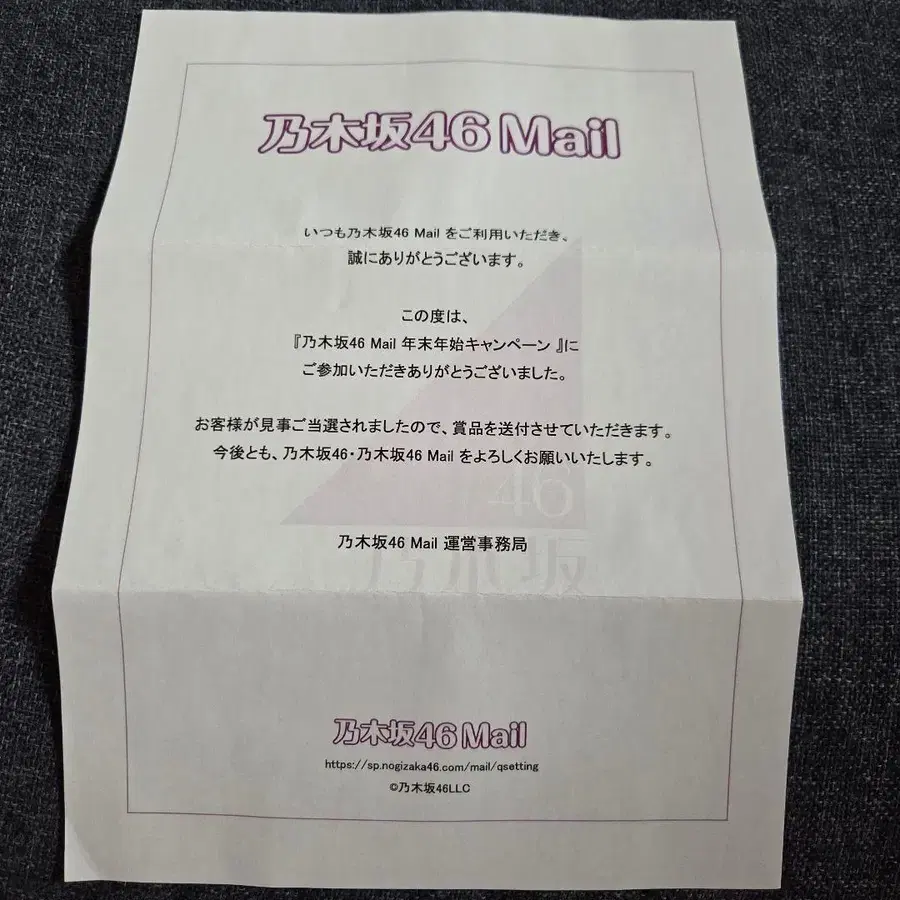 乃木坂46 Mail
いつも乃木坂46 Mail をご利用いただき、
誠にありがとうございます。
この度は、
『乃木坂46 Mail 年末年始キャンペーン 』に
ご参加いただきありがとうございました。
お客様が見事ご当選されましたので、賞品を送付させていただきます。
今後とも、乃木坂46・乃木坂46 Mail をよろしくお願いいたします。
46
乃木坂46 Mail 運営事務局
乃木坂
乃木坂46 Mail
https://sp.nogizaka46.com/mail/qsetting
©乃木坂46LLC